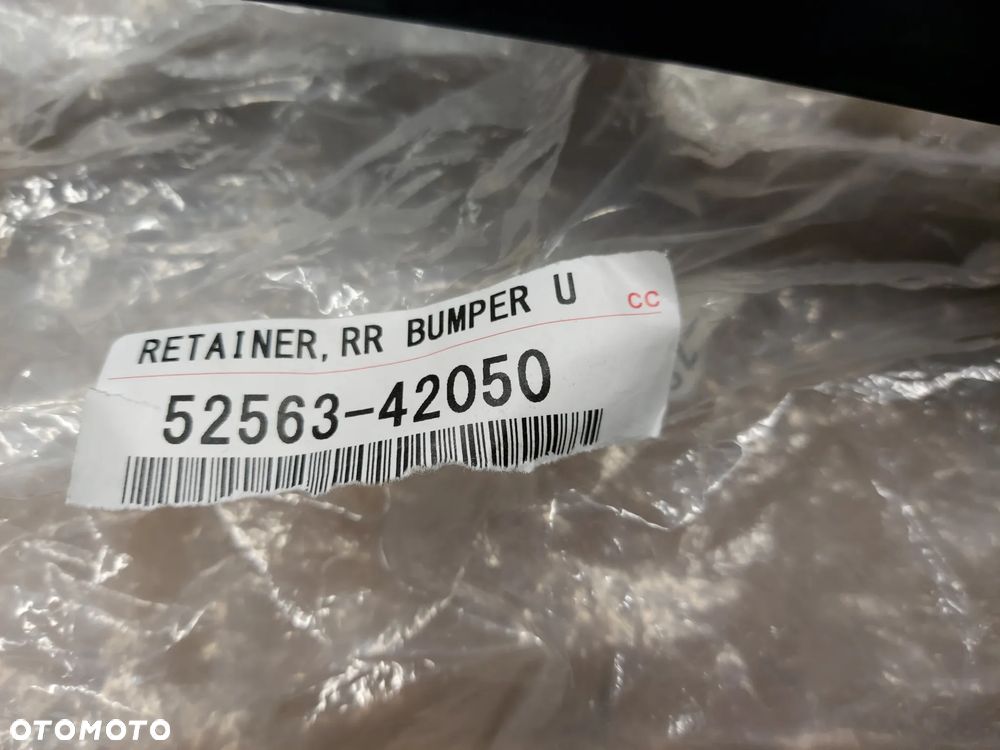 RETAINER, RR BUMPER U
CC
52563-42050
OTOMOTO